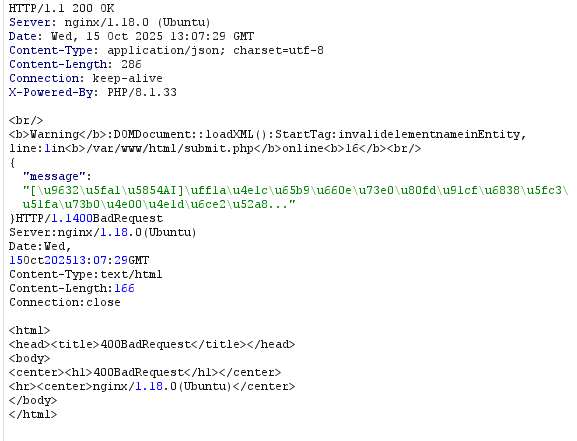 HTTP/1.1 200 OK
Server: nginx/1.18.0 (Ubuntu)
Date: Wed, 15 Oct 2025 13:07:29 GMT
Content-Type: application/json; charset=utf-8
Content-Length: 286
Connection: keep-alive
X-Powered-By: PHP/8.1.33
<br/>
<b>Warning</b>:DOMDocument::loadXML():StartTag:invalidelementnameinEntity,
line:1in<b>/var/www/html/submit.php</b>online<b>16</b><br/>
{
"message":
"[\u9632\u5fa1\u5854AI]\uff1a\u4e1c\u65b9\u660e\u73e0\u80fd\u91cf\u6838\u5fc3\
u51fa\u73b0\u4e00\u4e1d\u6ce2\u52a8..."
}HTTP/1.1400BadRequest
Server:nginx/1.18.0(Ubuntu)
Date:Wed,
15Oct202513:07:29GMT
Content-Type:text/html
Content-Length:166
Connection:close
<html>
<head><title>400BadRequest</title></head>
<body>
<center><h1>400BadRequest</h1></center>
<hr><center>nginx/1.18.0(Ubuntu)</center>
</body>
</html>